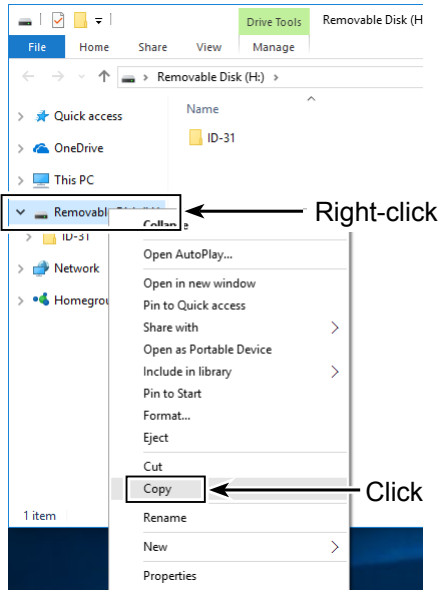 Drive Tools
Removable Disk (H
File Home Share View Manage
Removable Disk (H:)
Name
Quick access
ID-31
OneDrive
This PC
Removabl
Right-click
Collapse
ID-31
Open AutoPlay...
Network
Open in new window
Homegrou
Pin to Quick access
Share with
Open as Portable Device
Include in library
Pin to Start
Format...
Eject
Cut
Copy
Click
1 item
Rename
New
Properties